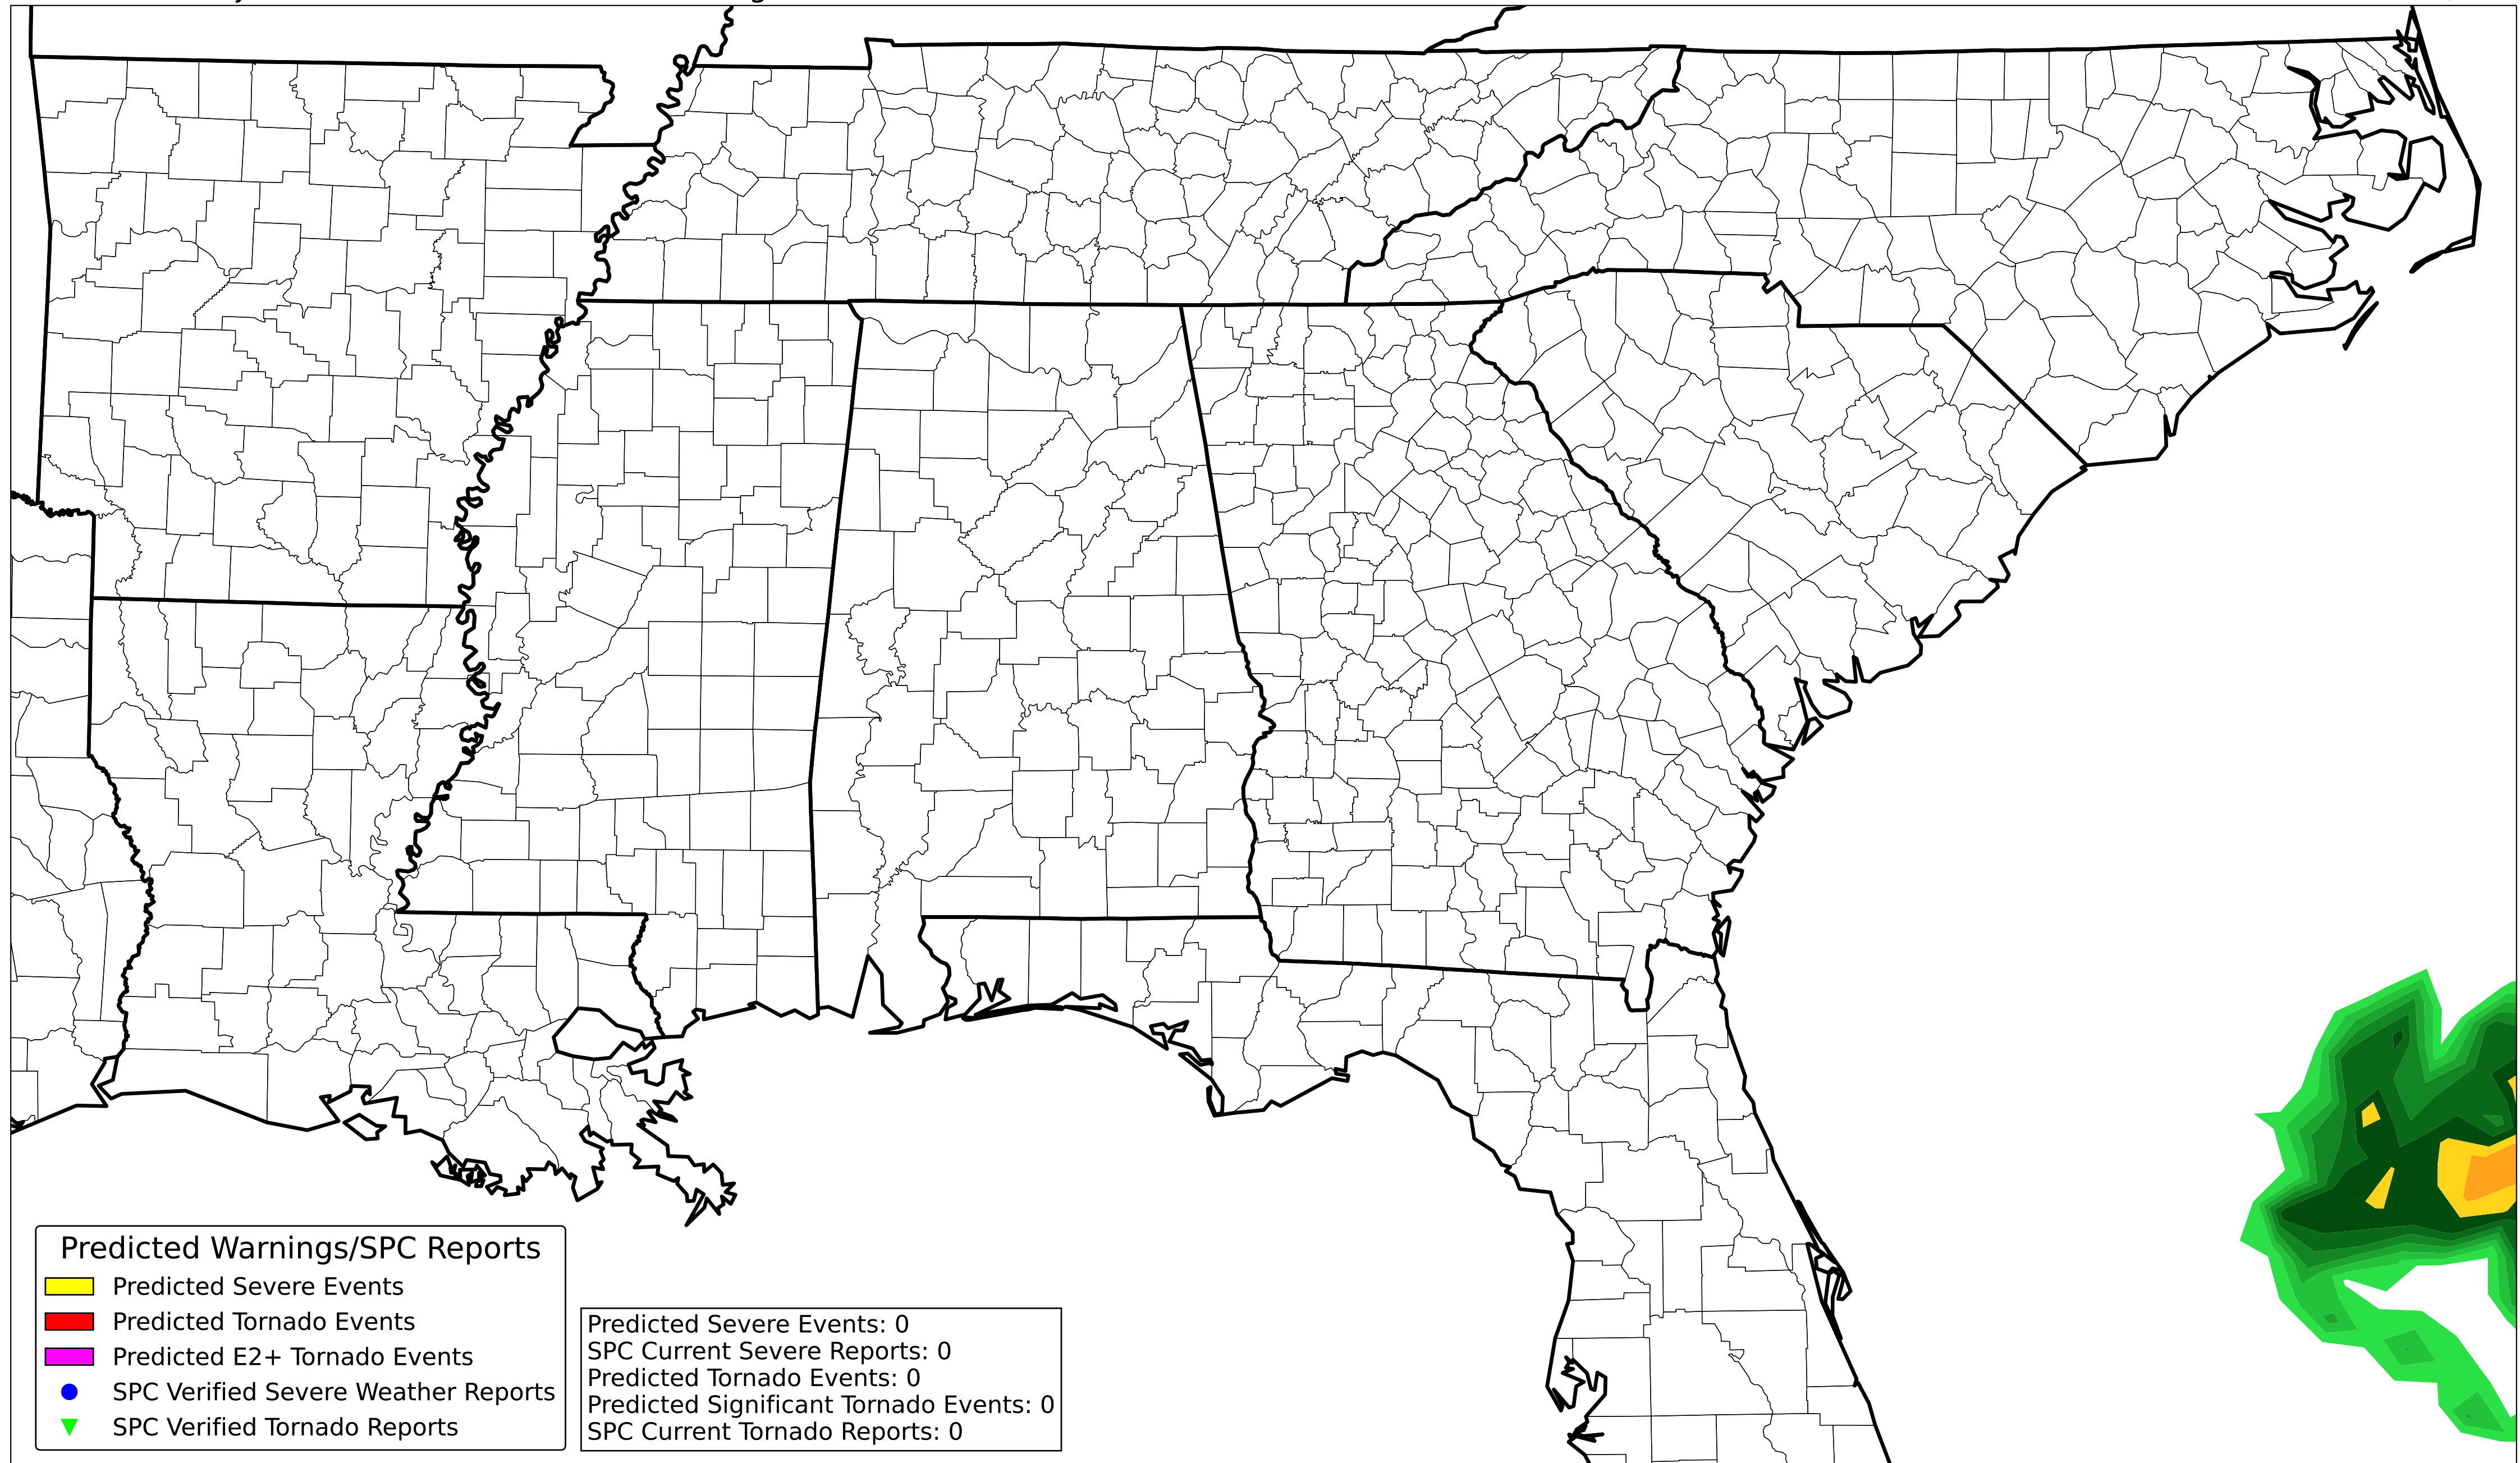 Predicted Warnings/SPC Reports
Predicted Severe Events
Predicted Tornado Events
Predicted E2+ Tornado Events
SPC Verified Severe Weather Reports
SPC Verified Tornado Reports
Predicted Severe Events: 0
SPC Current Severe Reports: 0
Predicted Tornado Events: 0
Predicted Significant Tornado Events: 0
SPC Current Tornado Reports: 0